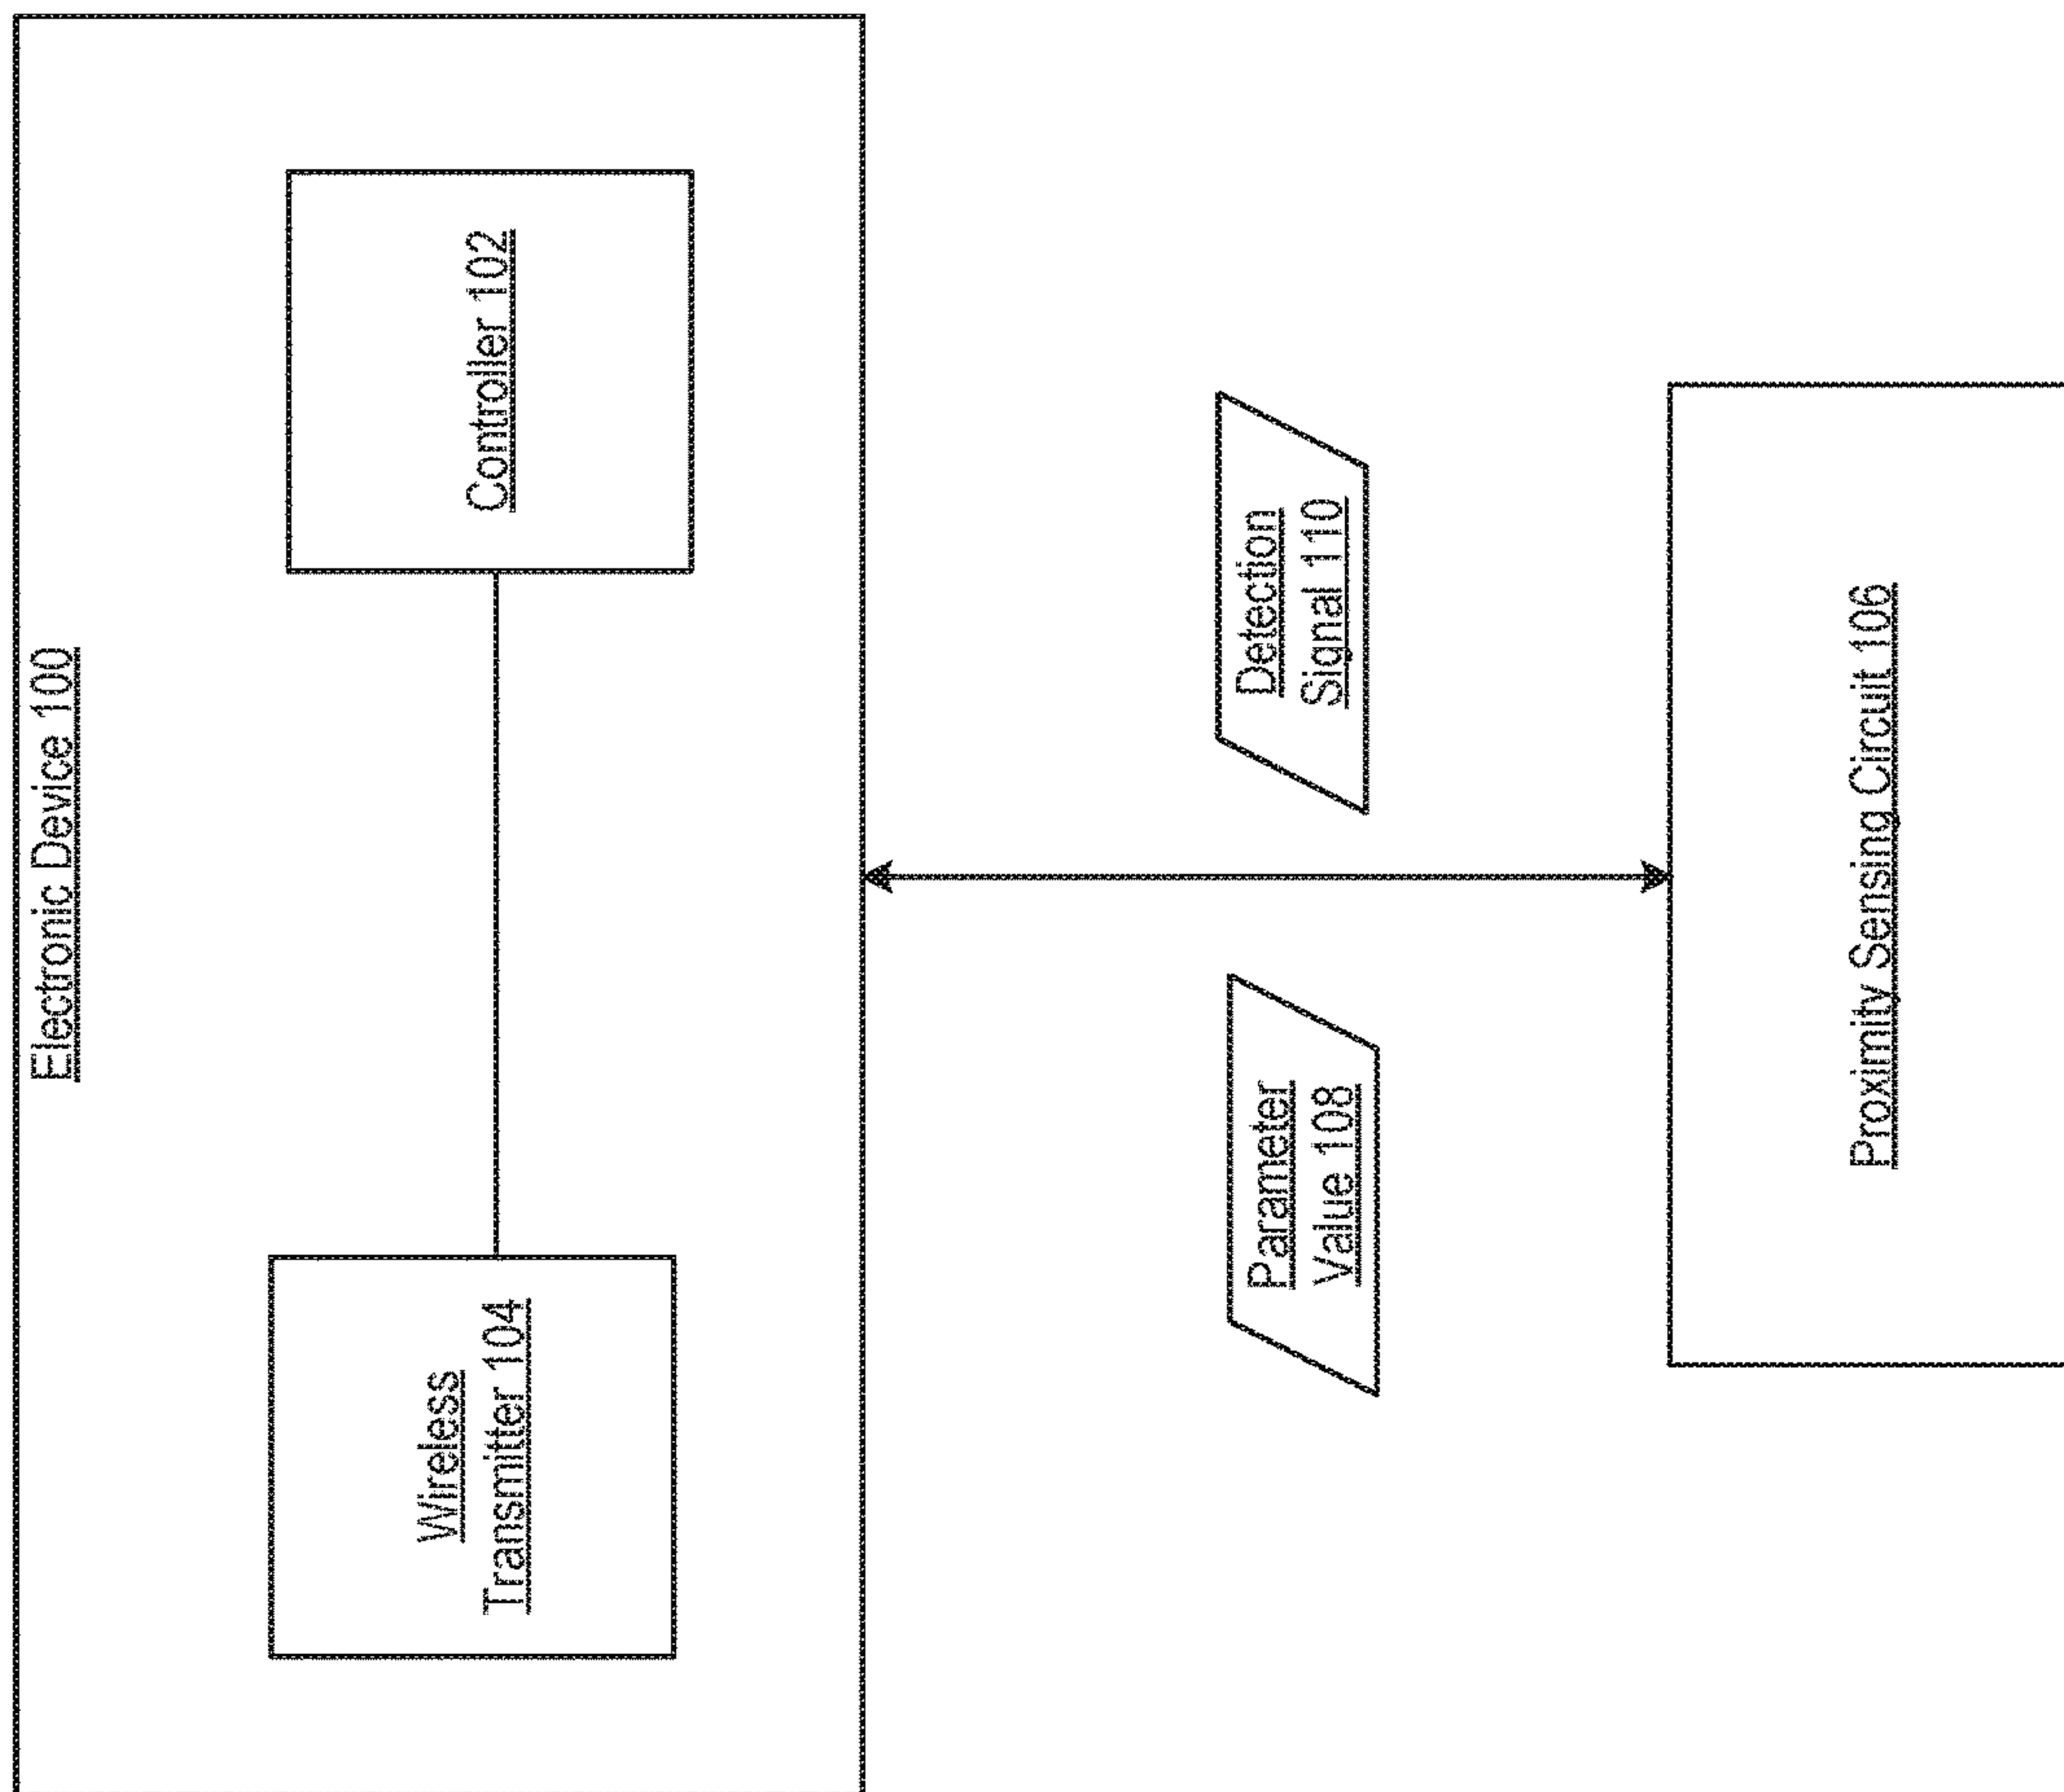 Electronic Device 100
Wireless
Transmitter 104
Controller 102
Parameter
Value 108
Detection
Signal 110
Proximity Sensing Circuit 106